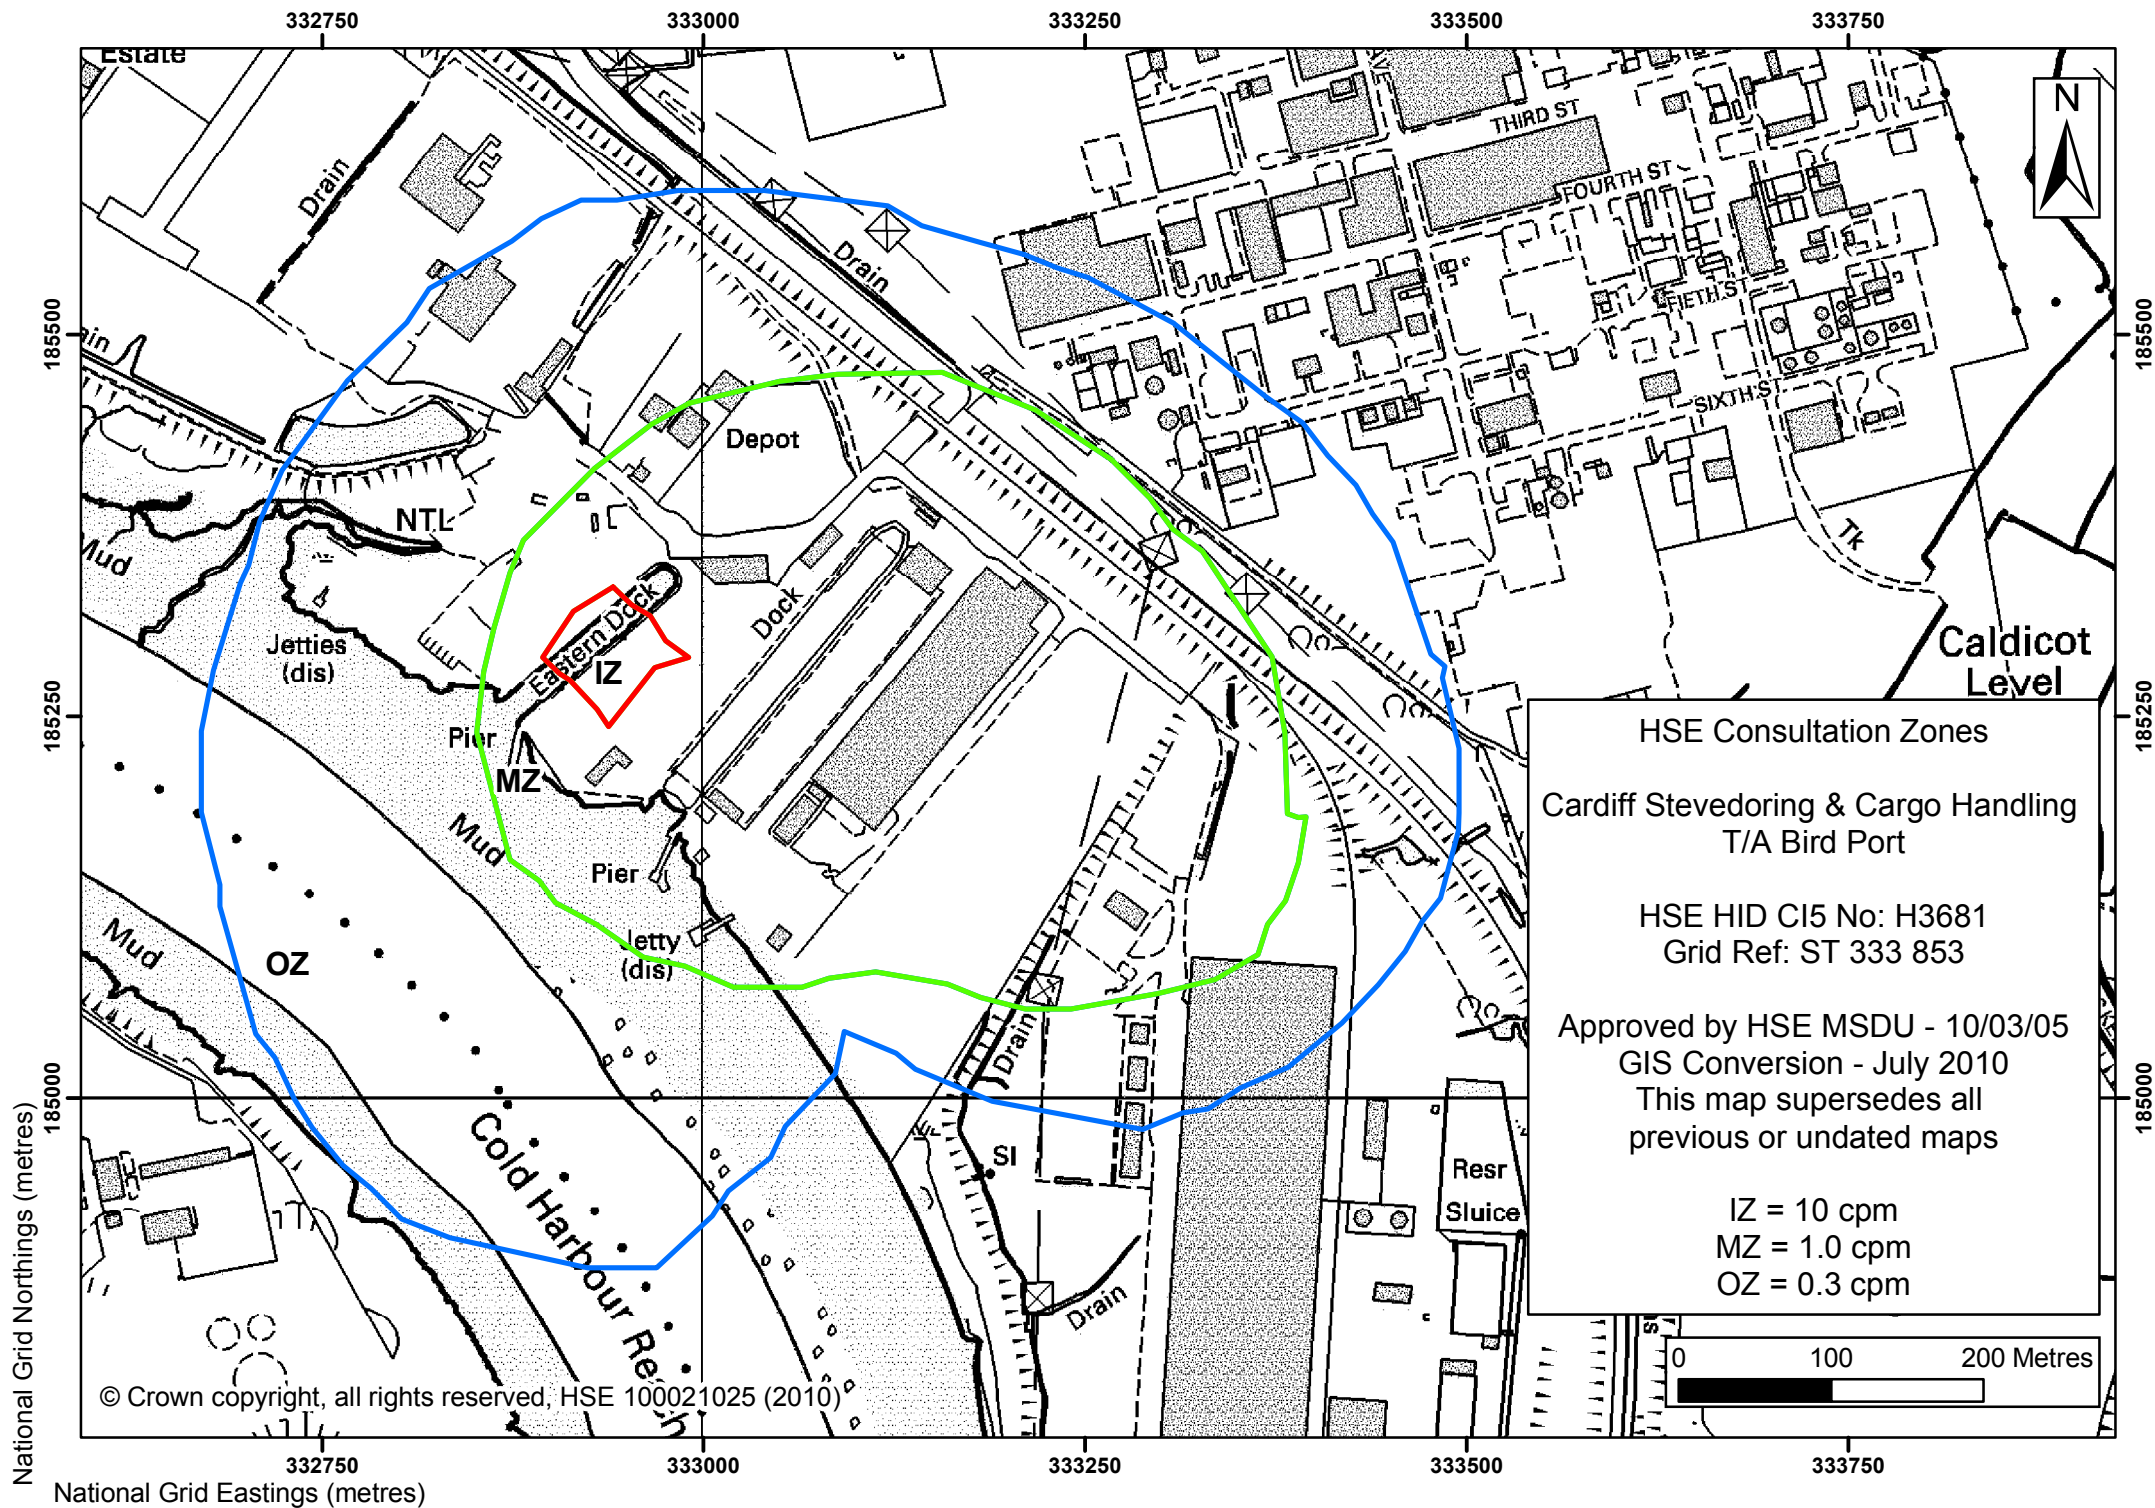 332750
333000
333250
333500
333750
Estate
N
THIRD ST
Drain
FOURTH ST
Drain
FIFTH ST
185500
185500
ain
SIXTH ST
Depot
NTL
Tk
Mud
Dock
Eastern Dock
Jetties
(dis)
Caldicot
Level
IZ
185250
185250
Pier
MZ
HSE Consultation Zones
Cardiff Stevedoring & Cargo Handling
T/A Bird Port
Mud
Pier
HSE HID CI5 No: H3681
Grid Ref: ST 333 853
Mud
Jetty
(dis)
OZ
Drain
Approved by HSE MSDU - 10/03/05
GIS Conversion - July 2010
This map supersedes all
previous or undated maps
185000
185000
Cold Harbour Reach
SI
Resr
Sluice
IZ = 10 cpm
MZ = 1.0 cpm
OZ = 0.3 cpm
Drain
0 100 200 Metres
© Crown copyright, all rights reserved, HSE 100021025 (2010)
National Grid Northings (metres)
332750
333000
333250
333500
333750
National Grid Eastings (metres)